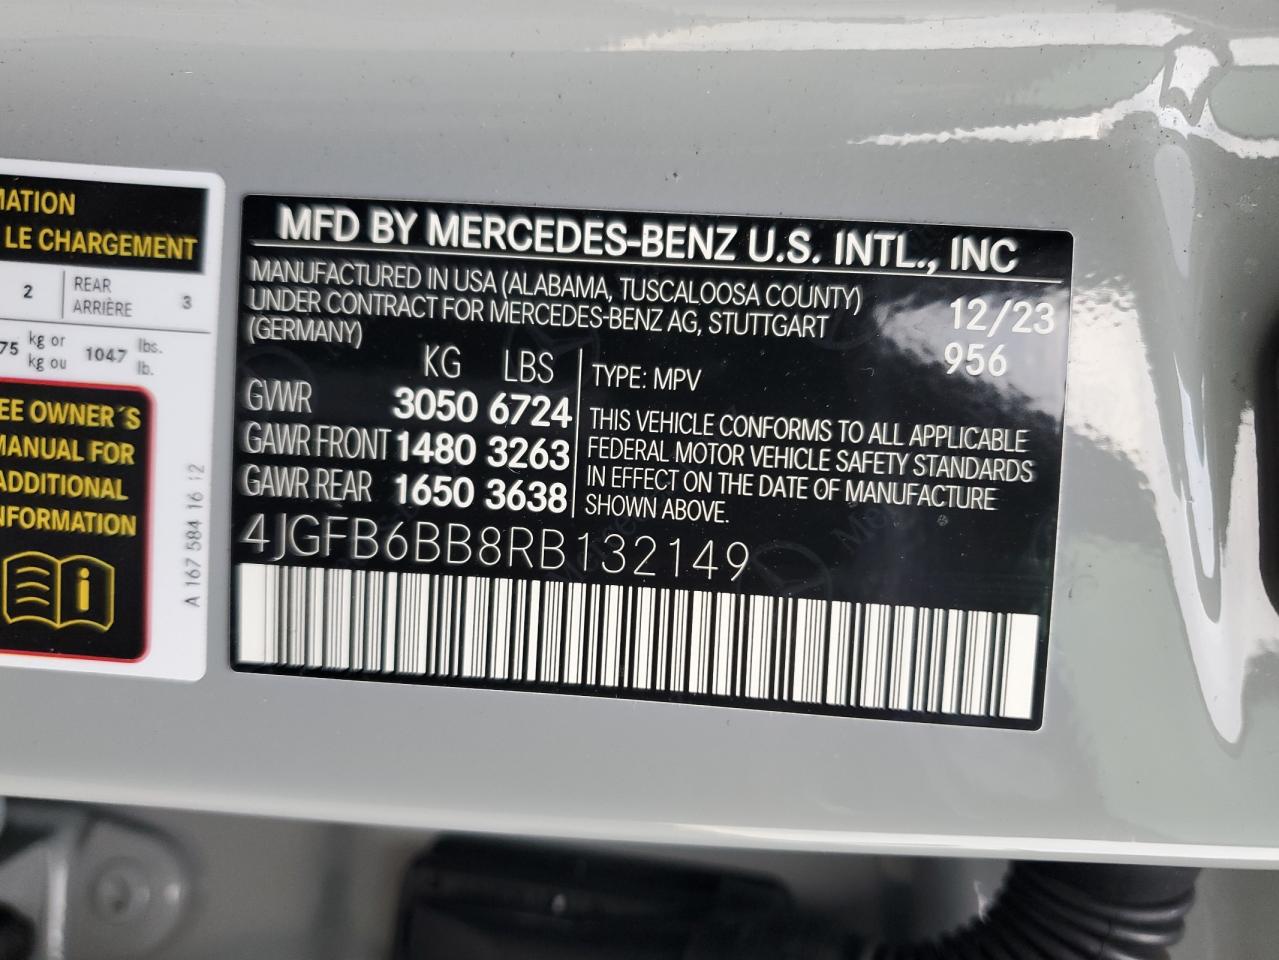 MATION
LE CHARGEMENT
2 REAR ARRIÈRE 3
75 kg or kg ou 1047 lbs. lb.
EE OWNER´S
MANUAL FOR
ADDITIONAL
NFORMATION
A 167 584 16 12
MFD BY MERCEDES-BENZ U.S. INTL., INC
MANUFACTURED IN USA (ALABAMA, TUSCALOOSA COUNTY)
UNDER CONTRACT FOR MERCEDES-BENZ AG, STUTTGART
(GERMANY)
12/23
956
KG LBS
GVWR 3050 6724
GAWR FRONT 1480 3263
GAWR REAR 1650 3638
TYPE: MPV
THIS VEHICLE CONFORMS TO ALL APPLICABLE
FEDERAL MOTOR VEHICLE SAFETY STANDARDS
IN EFFECT ON THE DATE OF MANUFACTURE
SHOWN ABOVE.
4JGFB6BB8RB132149